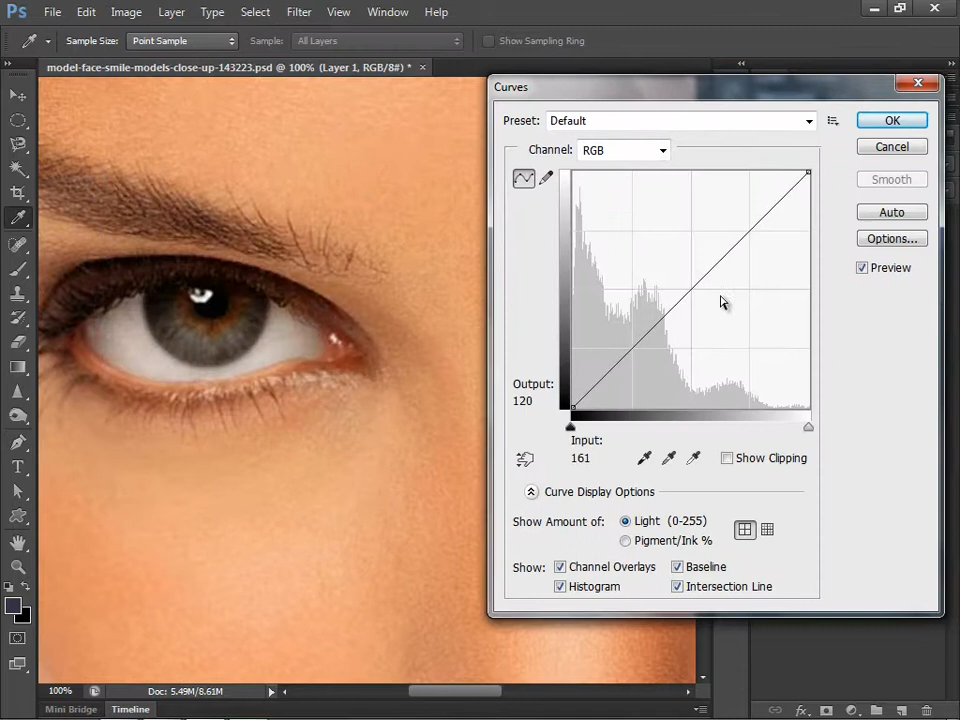 Ps File Edit Image Layer Type Select Filter View Window Help
Sample Size: Point Sample Sample: All Layers Show Sampling Ring
model-face-smile-models-close-up-143223.psd @ 100% (Layer 1, RGB/8#) * ×
Curves
Preset: Default OK
Channel: RGB Cancel
Smooth
Auto
Options...
Preview
Output:
120
Input:
161
Show Clipping
Curve Display Options
Show Amount of: Light (0-255)
Pigment/Ink %
Show: Channel Overlays Baseline
Histogram Intersection Line
T
100% Doc: 5.49M/8.61M
Mini Bridge Timeline
fx